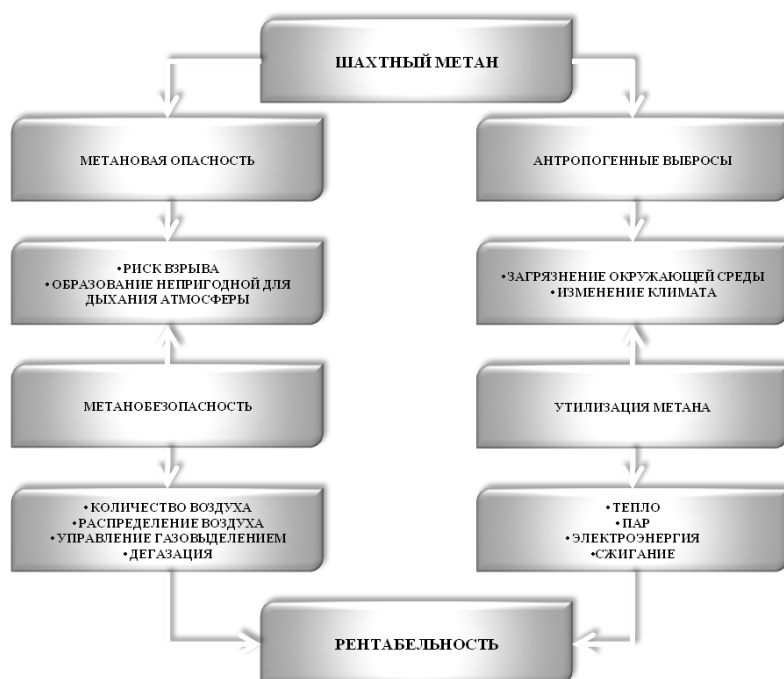 ШАХТНЫЙ МЕТАН
МЕТАНОВАЯ ОПАСНОСТЬ
АНТРОПОГЕННЫЕ ВЫБРОСЫ
•РИСК ВЗРЫВА
•ОБРАЗОВАНИЕ НЕПРИГОДНОЙ ДЛЯ
ДЫХАНИЯ АТМОСФЕРЫ
•ЗАГРЯЗНЕНИЕ ОКРУЖАЮЩЕЙ СРЕДЫ
•ИЗМЕНЕНИЕ КЛИМАТА
МЕТАНОБЕЗОПАСНОСТЬ
УТИЛИЗАЦИЯ МЕТАНА
•КОЛИЧЕСТВО ВОЗДУХА
•РАСПРЕДЕЛЕНИЕ ВОЗДУХА
•УПРАВЛЕНИЕ ГАЗОВЫДЕЛЕНИЕМ
•ДЕГАЗАЦИЯ
•ТЕПЛО
•ПАР
•ЭЛЕКТРОЭНЕРГИЯ
•СЖИГАНИЕ
РЕНТАБЕЛЬНОСТЬ